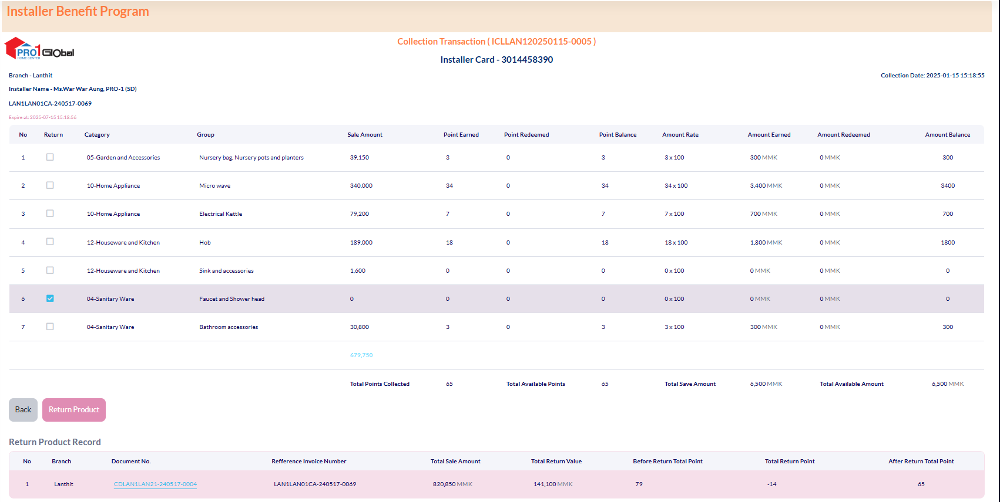 Installer Benefit Program
PRO1 Global
HOME CENTER
Collection Transaction ( ICLLAN120250115-0005 )
Installer Card - 3014458390
Branch - Lanthit
Collection Date: 2025-01-15 15:18:55
Installer Name - Ms.War War Aung, PRO-1 (SD)
LAN1LAN01CA-240517-0069
Expire at: 2025-07-15 15:18:56
No Return Category Group Sale Amount Point Earned Point Redeemed Point Balance Amount Rate Amount Earned Amount Redeemed Amount Balance
1 05-Garden and Accessories Nursery bag, Nursery pots and planters 39,150 3 0 3 3 x 100 300 MMK 0 MMK 300
2 10-Home Appliance Micro wave 340,000 34 0 34 34 x 100 3,400 MMK 0 MMK 3400
3 10-Home Appliance Electrical Kettle 79,200 7 0 7 7 x 100 700 MMK 0 MMK 700
4 12-Houseware and Kitchen Hob 189,000 18 0 18 18 x 100 1,800 MMK 0 MMK 1800
5 12-Houseware and Kitchen Sink and accessories 1,600 0 0 0 0 x 100 0 MMK 0 MMK 0
6 04-Sanitary Ware Faucet and Shower head 0 0 0 0 0 x 100 0 MMK 0 MMK 0
7 04-Sanitary Ware Bathroom accessories 30,800 3 0 3 3 x 100 300 MMK 0 MMK 300
679,750
Total Points Collected 65 Total Available Points 65 Total Save Amount 6,500 MMK Total Available Amount 6,500 MMK
Back Return Product
Return Product Record
No Branch Document No. Refference Invoice Number Total Sale Amount Total Return Value Before Return Total Point Total Return Point After Return Total Point
1 Lanthit CDLAN1LAN21-240517-0004 LAN1LAN01CA-240517-0069 820,850 MMK 141,100 MMK 79 -14 65